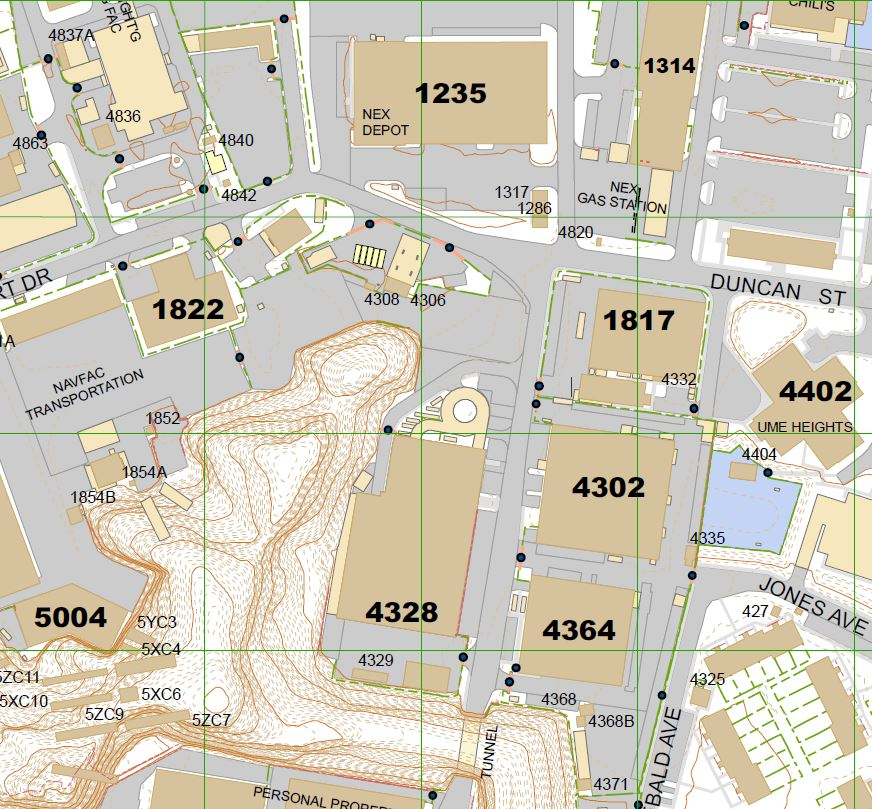 CHILI'S
4837A
1314
1235
NEX
DEPOT
4836
4863
4840
4842
NEX
GAS STATION
1317
1286
4820
RT DR
DUNCAN ST
4308
4306
1822
1817
1A
NAVFAC
TRANSPORTATION
4332
4402
UME HEIGHTS
1852
4404
1854A
4302
1854B
4335
JONES AVE
5004
4328
427
5YC3
4364
5XC4
4329
5ZC11
4325
5XC10
5XC6
4368
5ZC9
5ZC7
4368B
TUNNEL
BALD AVE
4371